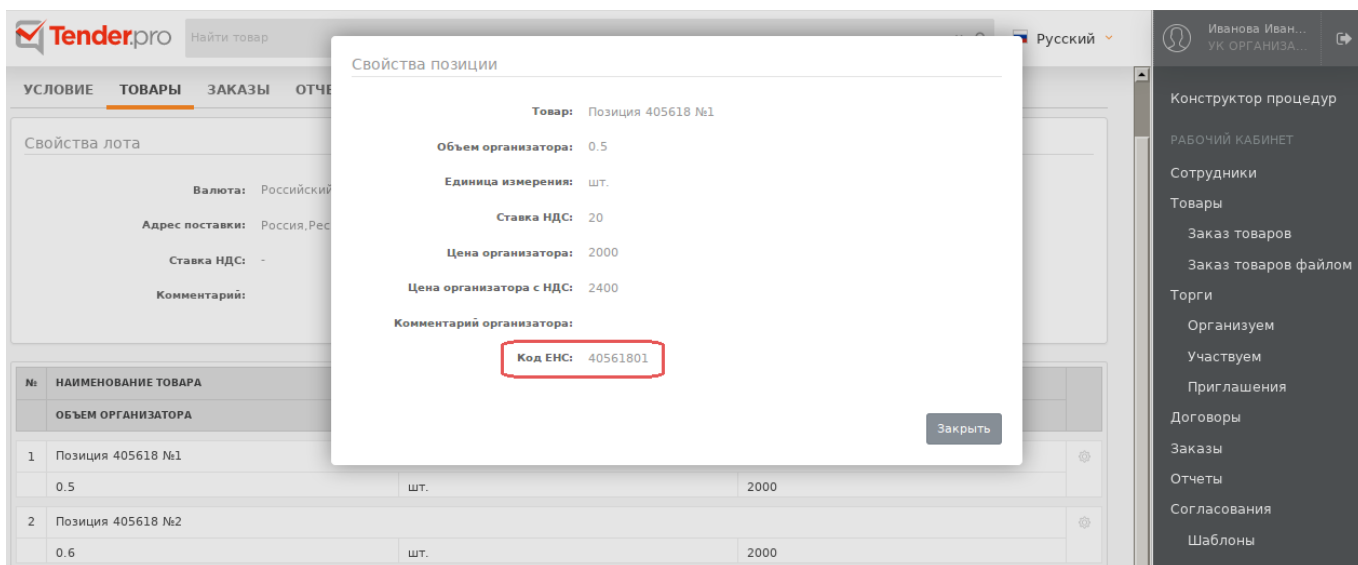 Tender.pro
Найти товар
Русский
Иванова Иван...
УК ОРГАНИЗА...
УСЛОВИЕ ТОВАРЫ ЗАКАЗЫ ОТЧЕ
Свойства лота
Валюта: Российский
Адрес поставки: Россия,Рес
Ставка НДС: -
Комментарий:
Свойства позиции
Товар: Позиция 405618 №1
Объем организатора: 0.5
Единица измерения: шт.
Ставка НДС: 20
Цена организатора: 2000
Цена организатора с НДС: 2400
Комментарий организатора:
Код ЕНС: 40561801
Закрыть
№ НАИМЕНОВАНИЕ ТОВАРА
ОБЪЕМ ОРГАНИЗАТОРА
1 Позиция 405618 №1
0.5 шт. 2000
2 Позиция 405618 №2
0.6 шт. 2000
Конструктор процедур
РАБОЧИЙ КАБИНЕТ
Сотрудники
Товары
Заказ товаров
Заказ товаров файлом
Торги
Организуем
Участвуем
Приглашения
Договоры
Заказы
Отчеты
Согласования
Шаблоны